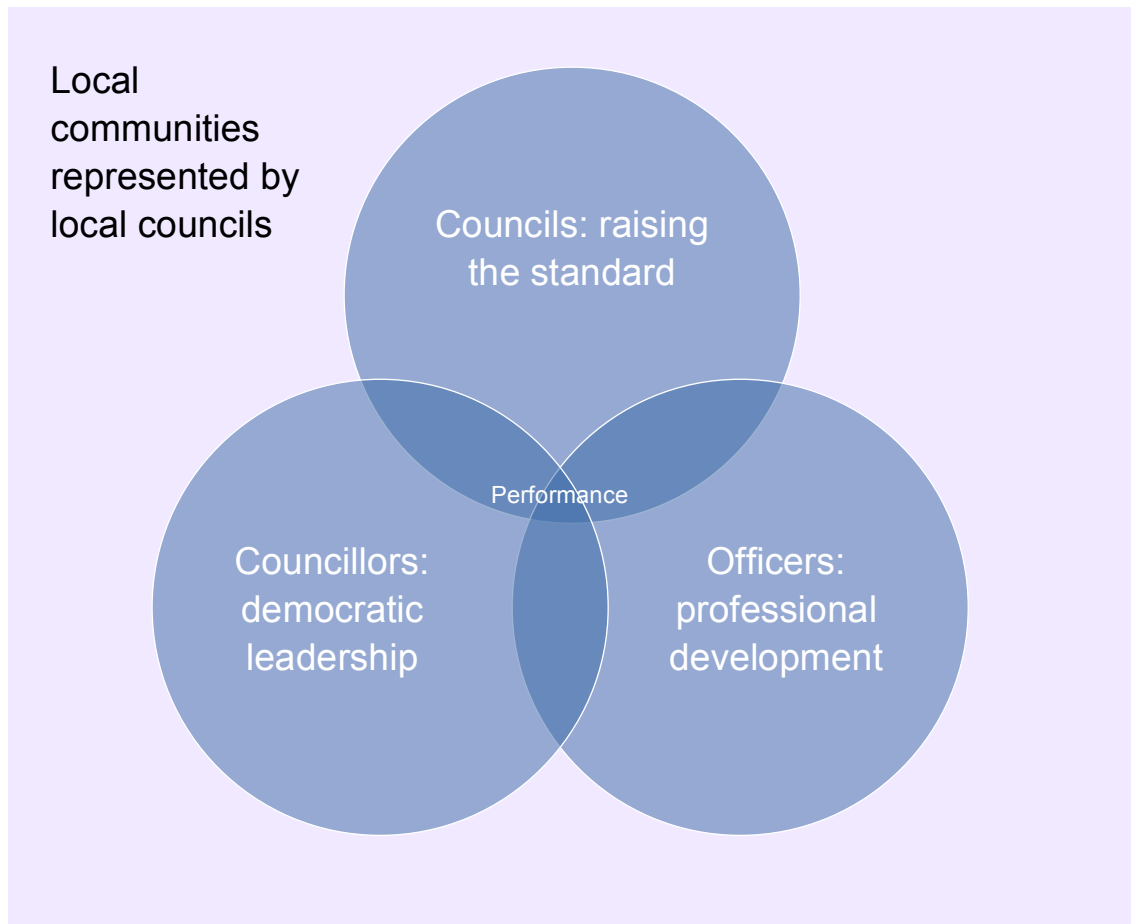 Local
communities
represented by
local councils
Councils: raising
the standard
Performance
Councillors:
democratic
leadership
Officers:
professional
development